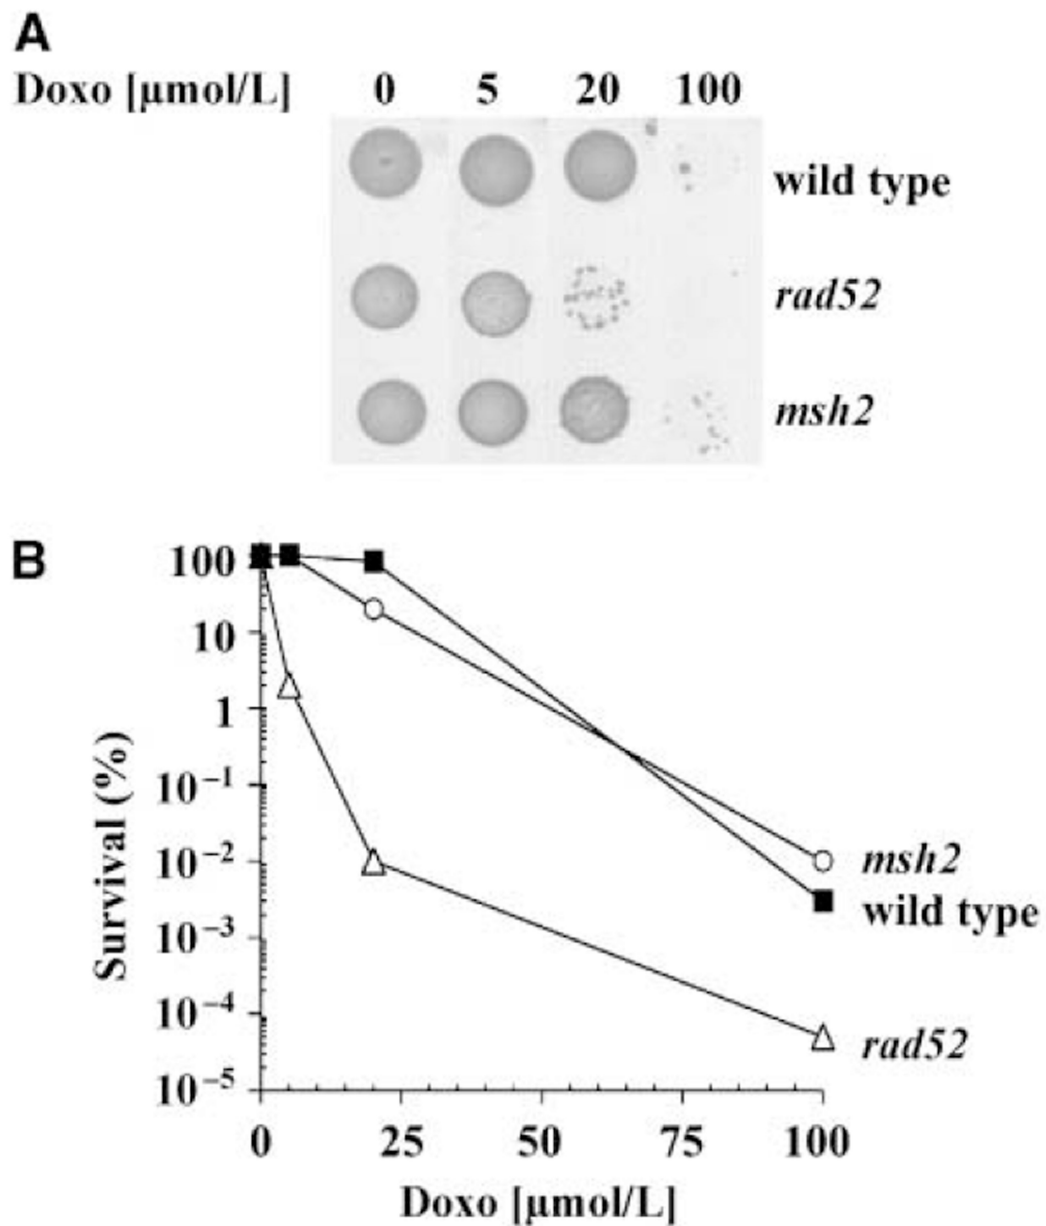 A
Doxo [μmol/L] 0 5 20 100
wild type
rad52
msh2
B
100
10
1
10⁻¹
10⁻²
10⁻³
10⁻⁴
10⁻⁵
Survival (%)
msh2
wild type
rad52
0 25 50 75 100
Doxo [μmol/L]